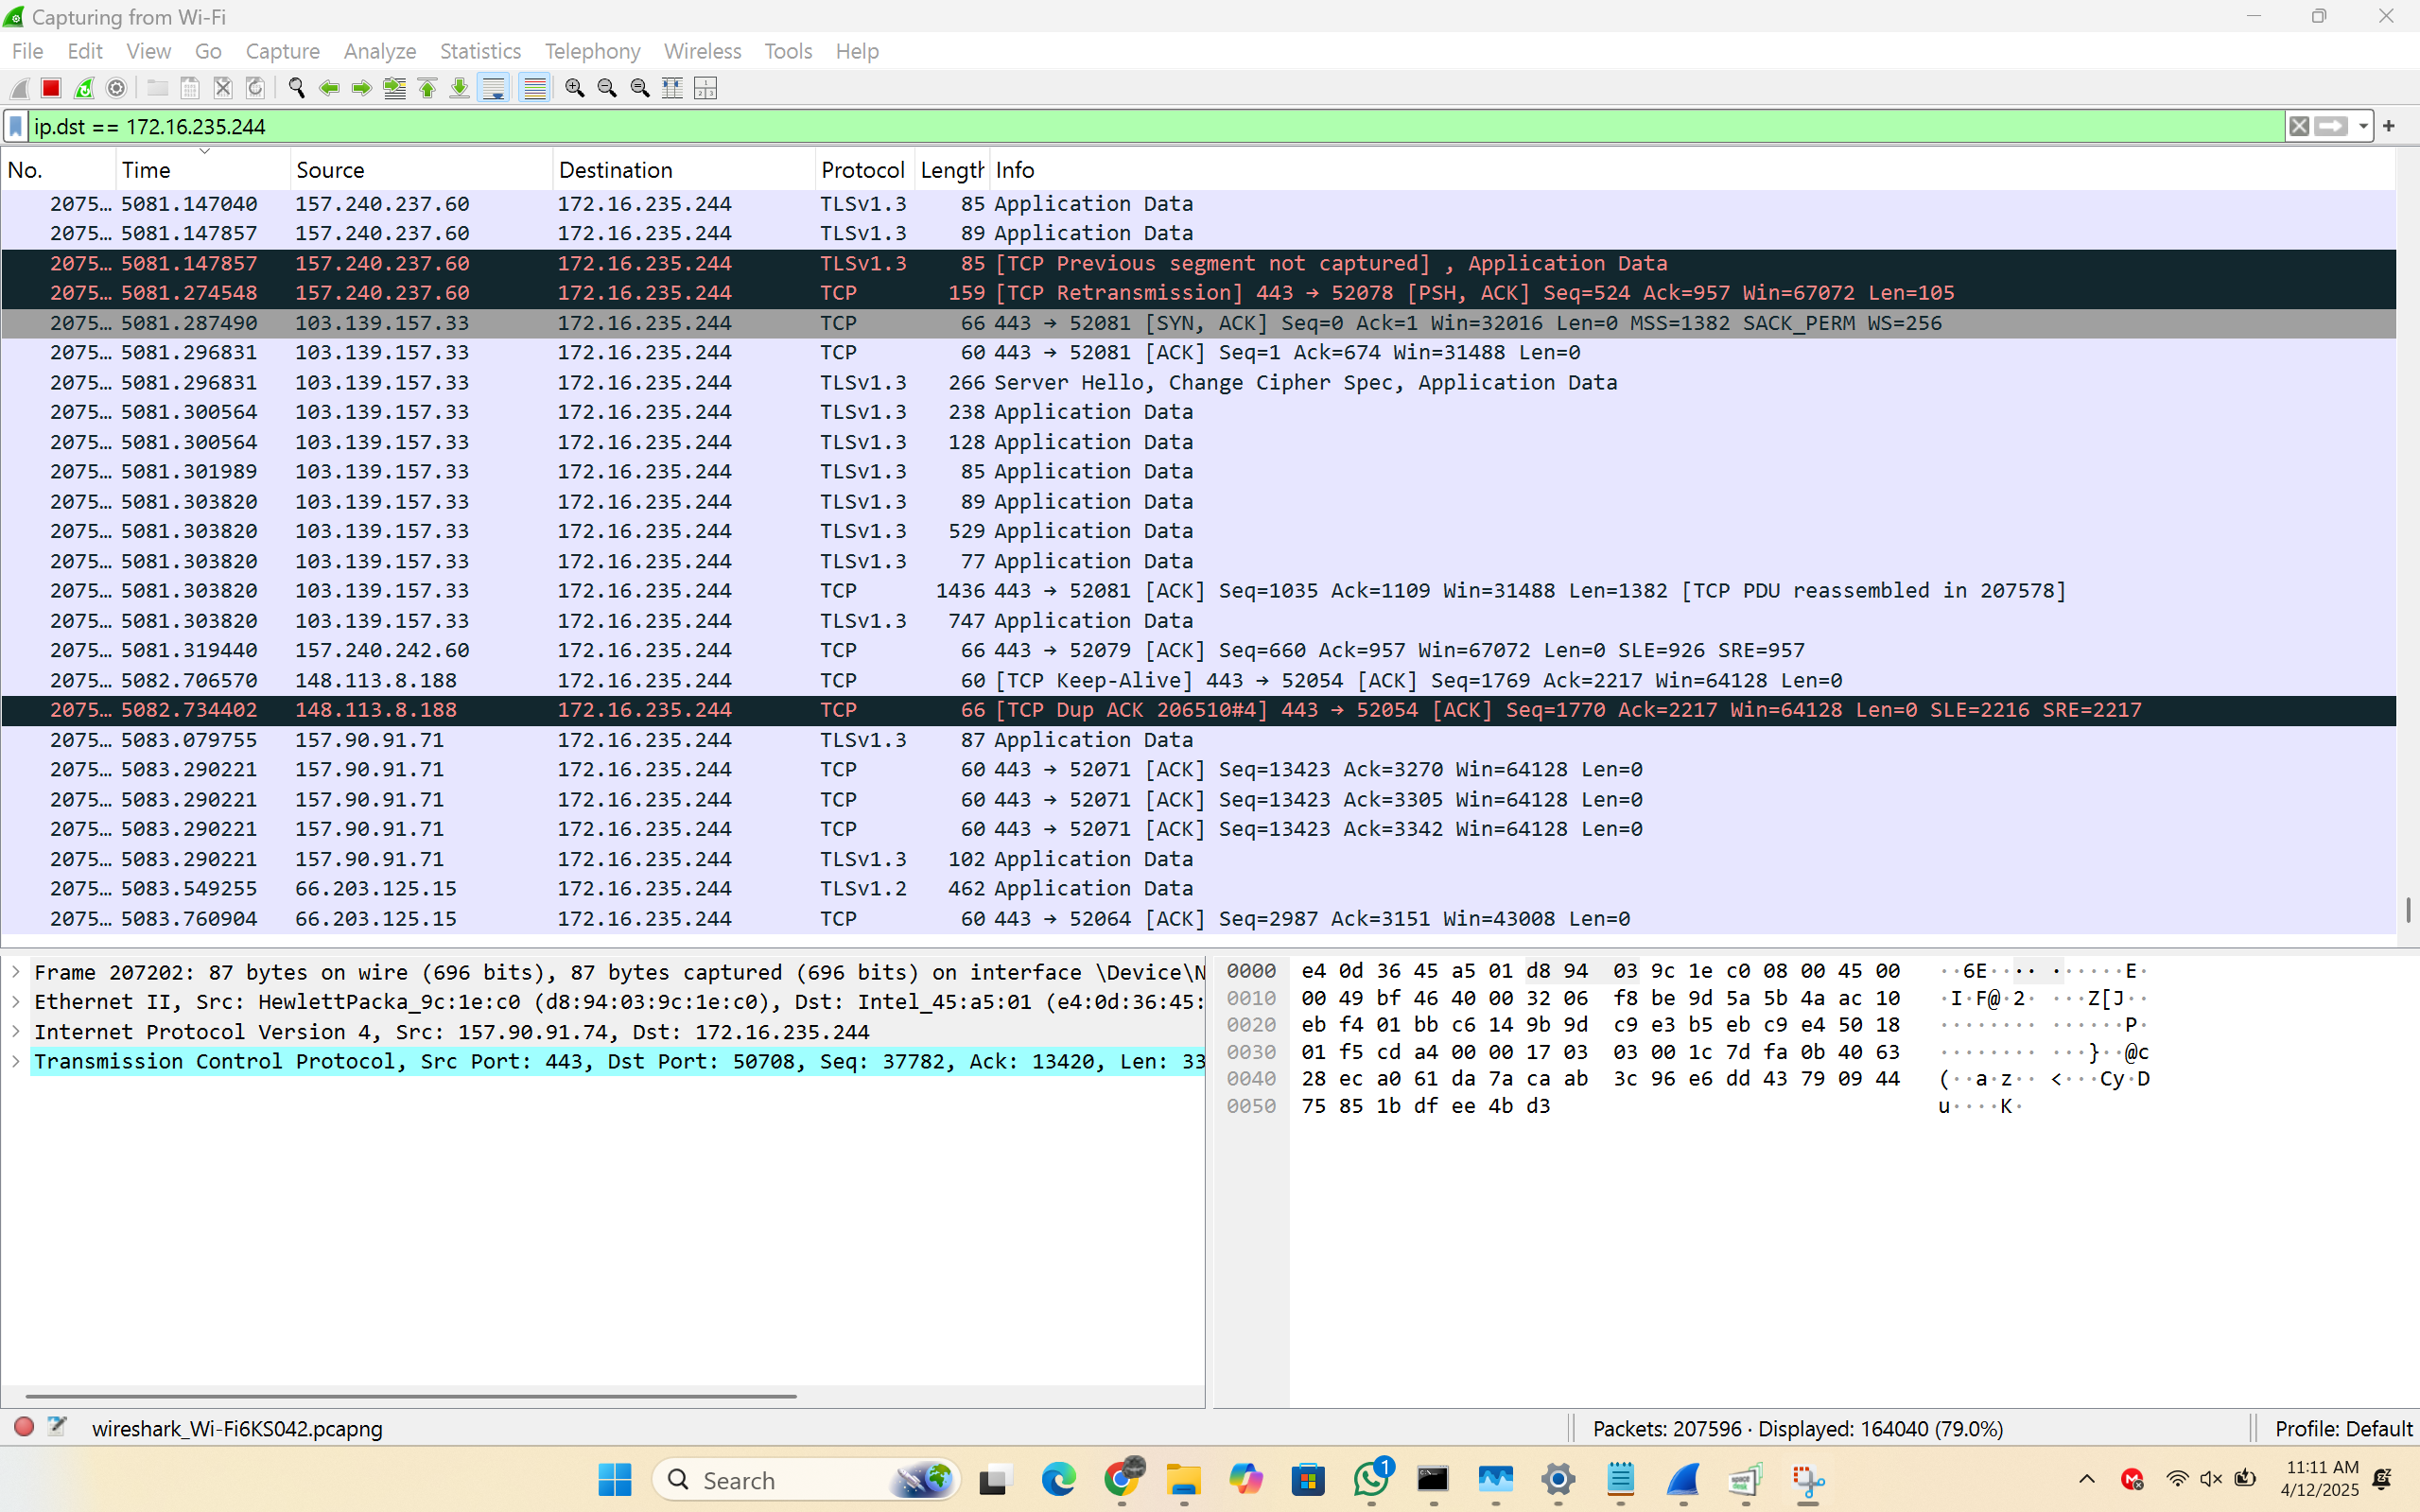 Capturing from Wi-Fi
File Edit View Go Capture Analyze Statistics Telephony Wireless Tools Help
ip.dst == 172.16.235.244
No. Time Source Destination Protocol Length Info
2075… 5081.147040 157.240.237.60 172.16.235.244 TLSv1.3 85 Application Data
2075… 5081.147857 157.240.237.60 172.16.235.244 TLSv1.3 89 Application Data
2075… 5081.147857 157.240.237.60 172.16.235.244 TLSv1.3 85 [TCP Previous segment not captured] , Application Data
2075… 5081.274548 157.240.237.60 172.16.235.244 TCP 159 [TCP Retransmission] 443 → 52078 [PSH, ACK] Seq=524 Ack=957 Win=67072 Len=105
2075… 5081.287490 103.139.157.33 172.16.235.244 TCP 66 443 → 52081 [SYN, ACK] Seq=0 Ack=1 Win=32016 Len=0 MSS=1382 SACK_PERM WS=256
2075… 5081.296831 103.139.157.33 172.16.235.244 TCP 60 443 → 52081 [ACK] Seq=1 Ack=674 Win=31488 Len=0
2075… 5081.296831 103.139.157.33 172.16.235.244 TLSv1.3 266 Server Hello, Change Cipher Spec, Application Data
2075… 5081.300564 103.139.157.33 172.16.235.244 TLSv1.3 238 Application Data
2075… 5081.300564 103.139.157.33 172.16.235.244 TLSv1.3 128 Application Data
2075… 5081.301989 103.139.157.33 172.16.235.244 TLSv1.3 85 Application Data
2075… 5081.303820 103.139.157.33 172.16.235.244 TLSv1.3 89 Application Data
2075… 5081.303820 103.139.157.33 172.16.235.244 TLSv1.3 529 Application Data
2075… 5081.303820 103.139.157.33 172.16.235.244 TLSv1.3 77 Application Data
2075… 5081.303820 103.139.157.33 172.16.235.244 TCP 1436 443 → 52081 [ACK] Seq=1035 Ack=1109 Win=31488 Len=1382 [TCP PDU reassembled in 207578]
2075… 5081.303820 103.139.157.33 172.16.235.244 TLSv1.3 747 Application Data
2075… 5081.319440 157.240.242.60 172.16.235.244 TCP 66 443 → 52079 [ACK] Seq=660 Ack=957 Win=67072 Len=0 SLE=926 SRE=957
2075… 5082.706570 148.113.8.188 172.16.235.244 TCP 60 [TCP Keep-Alive] 443 → 52054 [ACK] Seq=1769 Ack=2217 Win=64128 Len=0
2075… 5082.734402 148.113.8.188 172.16.235.244 TCP 66 [TCP Dup ACK 206510#4] 443 → 52054 [ACK] Seq=1770 Ack=2217 Win=64128 Len=0 SLE=2216 SRE=2217
2075… 5083.079755 157.90.91.71 172.16.235.244 TLSv1.3 87 Application Data
2075… 5083.290221 157.90.91.71 172.16.235.244 TCP 60 443 → 52071 [ACK] Seq=13423 Ack=3270 Win=64128 Len=0
2075… 5083.290221 157.90.91.71 172.16.235.244 TCP 60 443 → 52071 [ACK] Seq=13423 Ack=3305 Win=64128 Len=0
2075… 5083.290221 157.90.91.71 172.16.235.244 TCP 60 443 → 52071 [ACK] Seq=13423 Ack=3342 Win=64128 Len=0
2075… 5083.290221 157.90.91.71 172.16.235.244 TLSv1.3 102 Application Data
2075… 5083.549255 66.203.125.15 172.16.235.244 TLSv1.2 462 Application Data
2075… 5083.760904 66.203.125.15 172.16.235.244 TCP 60 443 → 52064 [ACK] Seq=2987 Ack=3151 Win=43008 Len=0
Frame 207202: 87 bytes on wire (696 bits), 87 bytes captured (696 bits) on interface \Device\N
Ethernet II, Src: HewlettPacka_9c:1e:c0 (d8:94:03:9c:1e:c0), Dst: Intel_45:a5:01 (e4:0d:36:45:
Internet Protocol Version 4, Src: 157.90.91.74, Dst: 172.16.235.244
Transmission Control Protocol, Src Port: 443, Dst Port: 50708, Seq: 37782, Ack: 13420, Len: 33
0000 e4 0d 36 45 a5 01 d8 94 03 9c 1e c0 08 00 45 00 ··6E···· ······E·
0010 00 49 bf 46 40 00 32 06 f8 be 9d 5a 5b 4a ac 10 ·I·F@·2· ···Z[J··
0020 eb f4 01 bb c6 14 9b 9d c9 e3 b5 eb c9 e4 50 18 ········ ······P·
0030 01 f5 cd a4 00 00 17 03 03 00 1c 7d fa 0b 40 63 ········ ···}··@c
0040 28 ec a0 61 da 7a ca ab 3c 96 e6 dd 43 79 09 44 (··a·z·· <···Cy·D
0050 75 85 1b df ee 4b d3 u····K·
wireshark_Wi-Fi6KS042.pcapng Packets: 207596 · Displayed: 164040 (79.0%) Profile: Default
Search 1 11:11 AM
4/12/2025